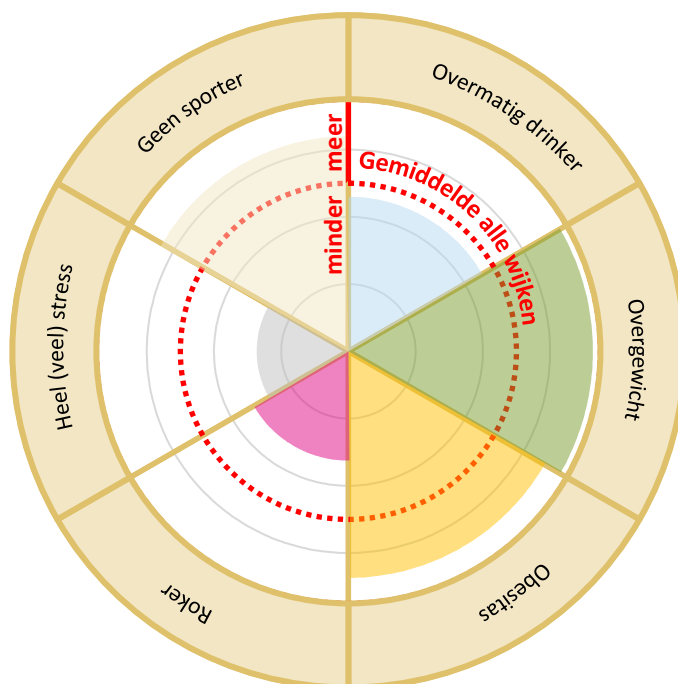 Geen sporter
Overmatig drinker
meer
minder
Gemiddelde alle wijken
Heel (veel) stress
Overgewicht
Roker
Obesitas